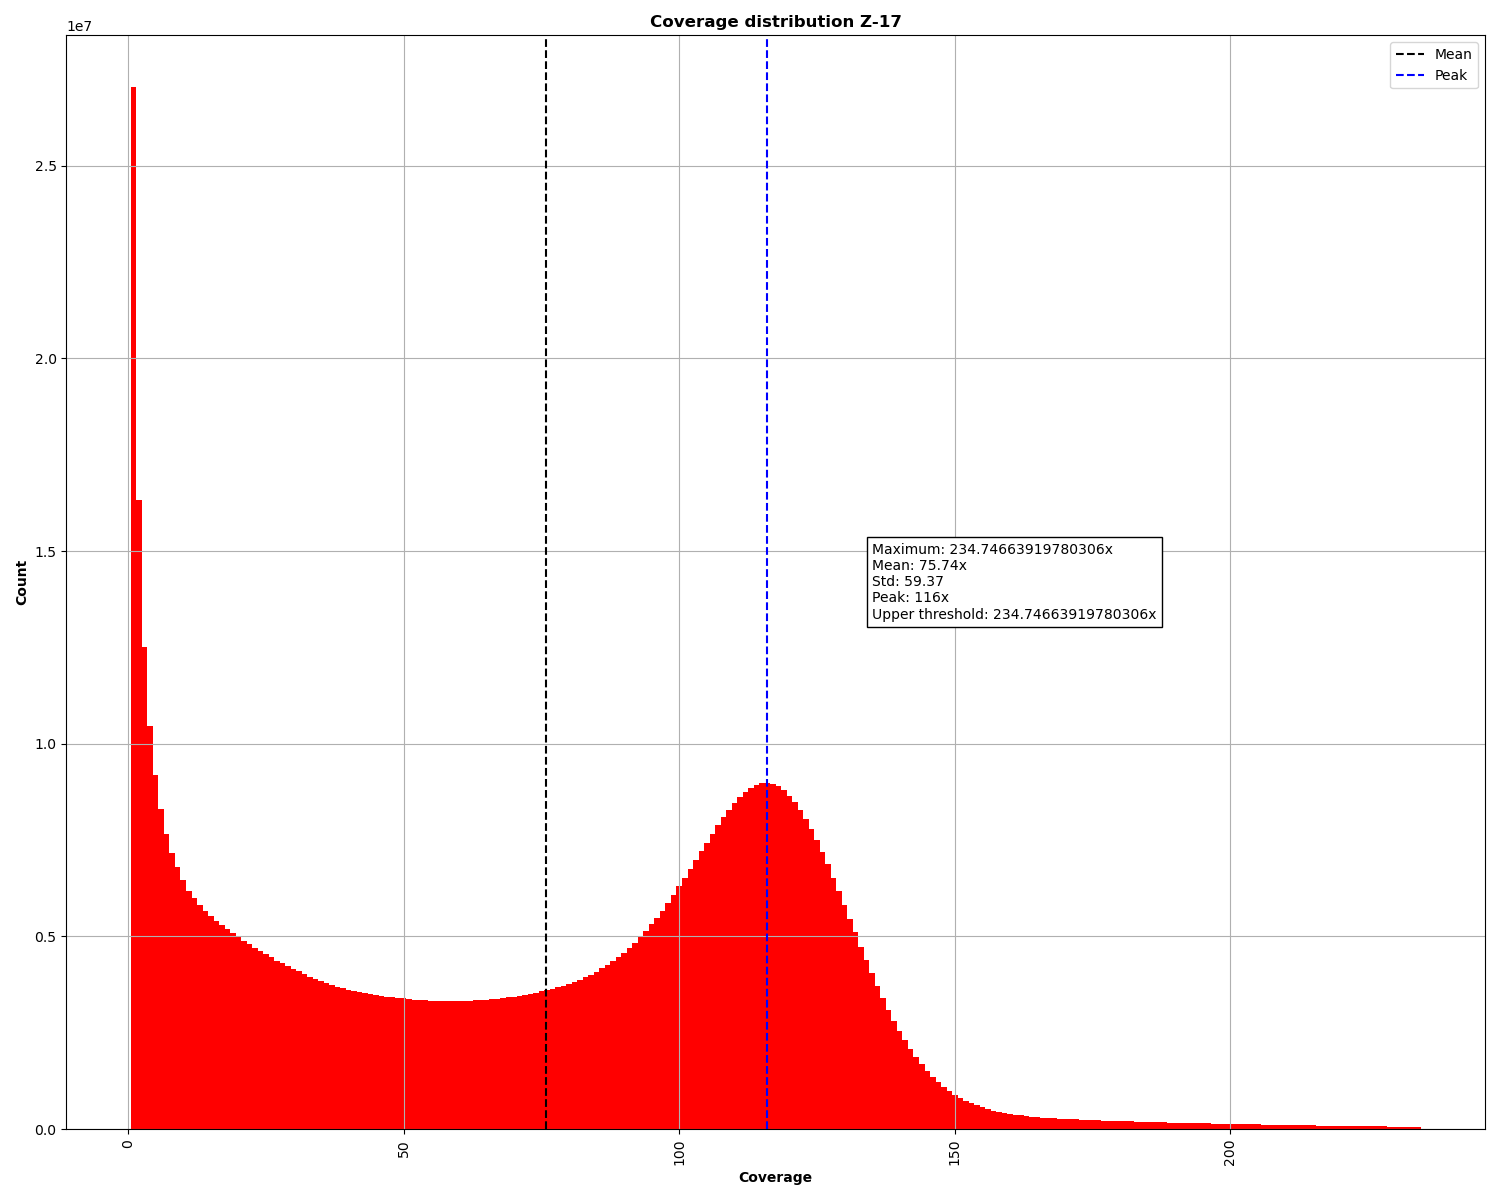 Coverage distribution Z-17
1e7
Mean
Peak
2.5
2.0
1.5
1.0
0.5
0.0
Count
Maximum: 234.74663919780306x
Mean: 75.74x
Std: 59.37
Peak: 116x
Upper threshold: 234.74663919780306x
0
50
100
150
200
Coverage